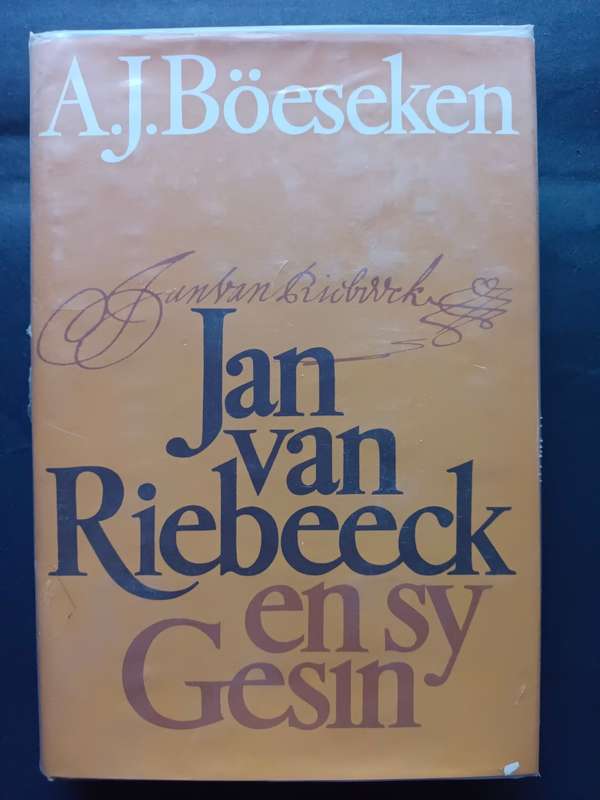 A.J.Böeseken
Jan van Riebeeck
Jan
van
Riebeeck
en sy
Gesin